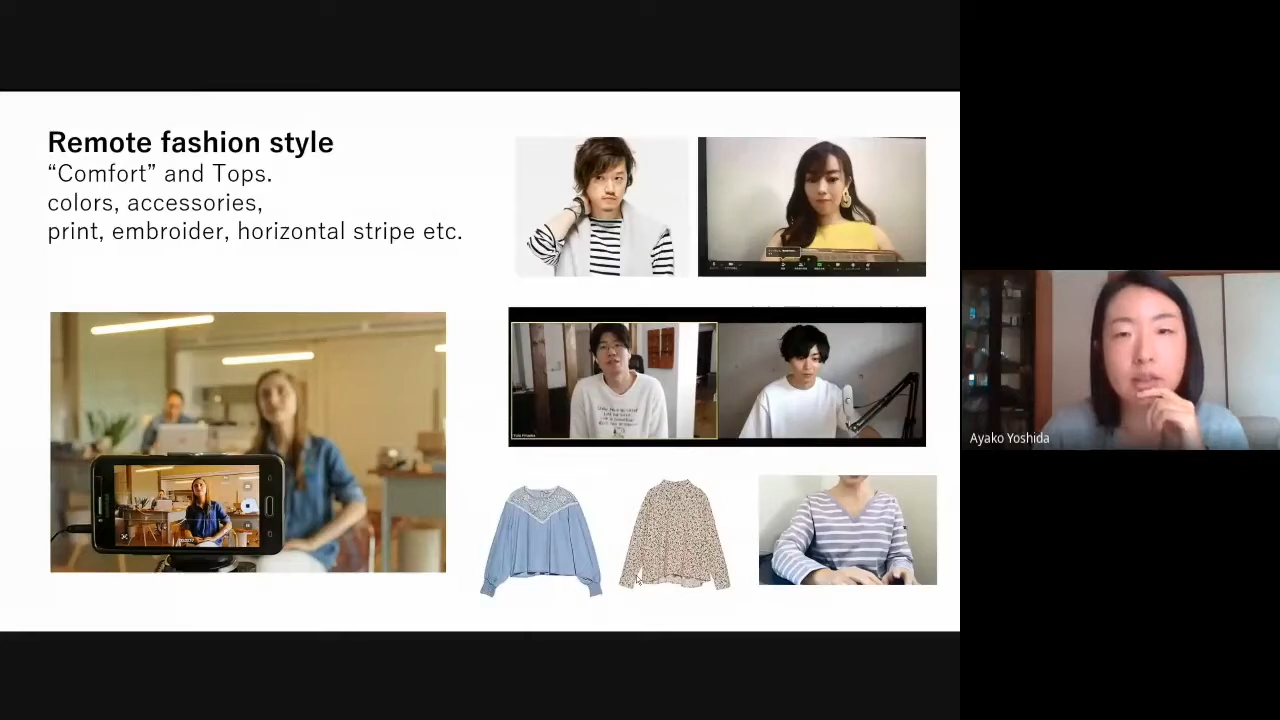 Remote fashion style
“Comfort” and Tops.
colors, accessories,
print, embroider, horizontal stripe etc.
Ayako Yoshida